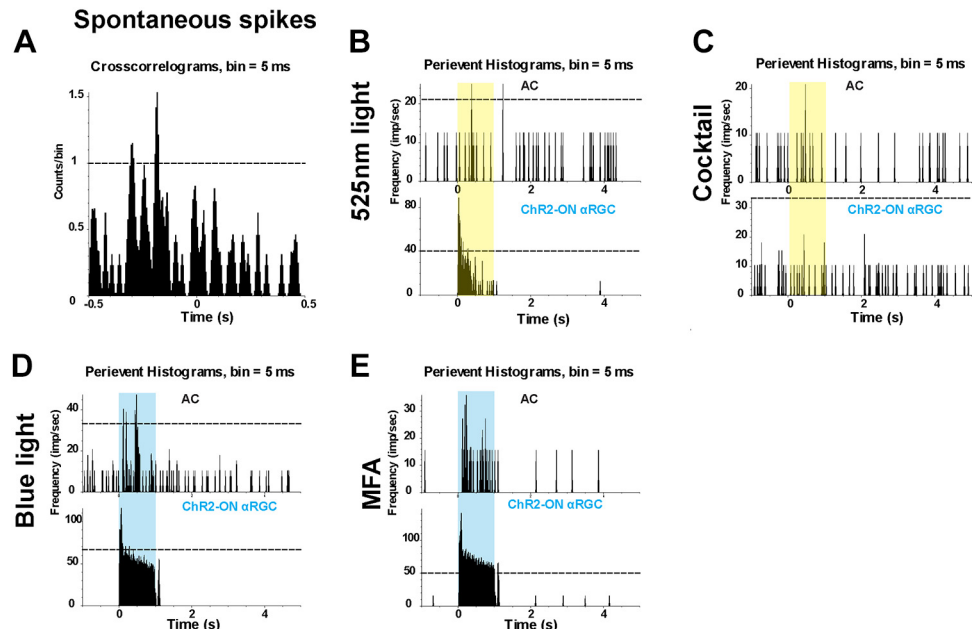 Spontaneous spikes
A
Crosscorrelograms, bin = 5 ms
Counts/bin
1.5
1
0.5
0
-0.5
0
0.5
Time (s)
B
525nm light
Perievent Histograms, bin = 5 ms
AC
Frequency (imp/sec)
20
10
0
0
2
4
ChR2-ON αRGC
80
40
0
0
2
4
Time (s)
C
Cocktail
Perievent Histograms, bin = 5 ms
AC
Frequency (imp/sec)
20
10
0
0
2
4
ChR2-ON αRGC
30
20
10
0
0
2
4
Time (s)
D
Blue light
Perievent Histograms, bin = 5 ms
AC
Frequency (imp/sec)
40
20
0
ChR2-ON αRGC
100
50
0
0
2
4
Time (s)
E
MFA
Perievent Histograms, bin = 5 ms
AC
Frequency (imp/sec)
30
20
10
0
ChR2-ON αRGC
100
50
0
0
2
4
Time (s)